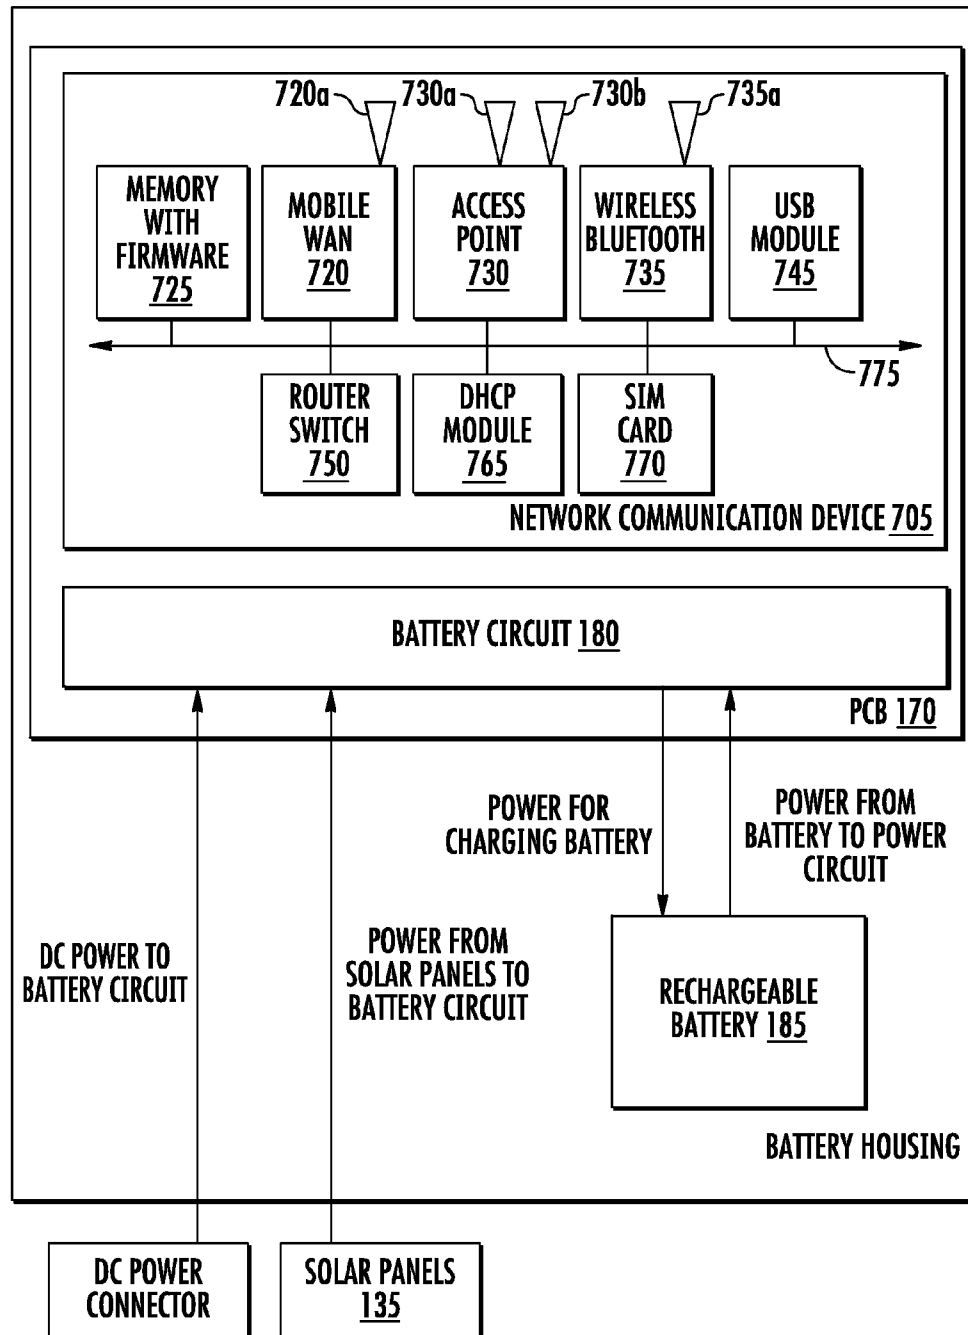 720a
730a
730b
735a
MEMORY
WITH
FIRMWARE
725
MOBILE
WAN
720
ACCESS
POINT
730
WIRELESS
BLUETOOTH
735
USB
MODULE
745
775
ROUTER
SWITCH
750
DHCP
MODULE
765
SIM
CARD
770
NETWORK COMMUNICATION DEVICE 705
BATTERY CIRCUIT 180
PCB 170
POWER FOR
CHARGING BATTERY
POWER FROM
BATTERY TO POWER
CIRCUIT
DC POWER TO
BATTERY CIRCUIT
POWER FROM
SOLAR PANELS TO
BATTERY CIRCUIT
RECHARGEABLE
BATTERY 185
BATTERY HOUSING
DC POWER
CONNECTOR
SOLAR PANELS
135